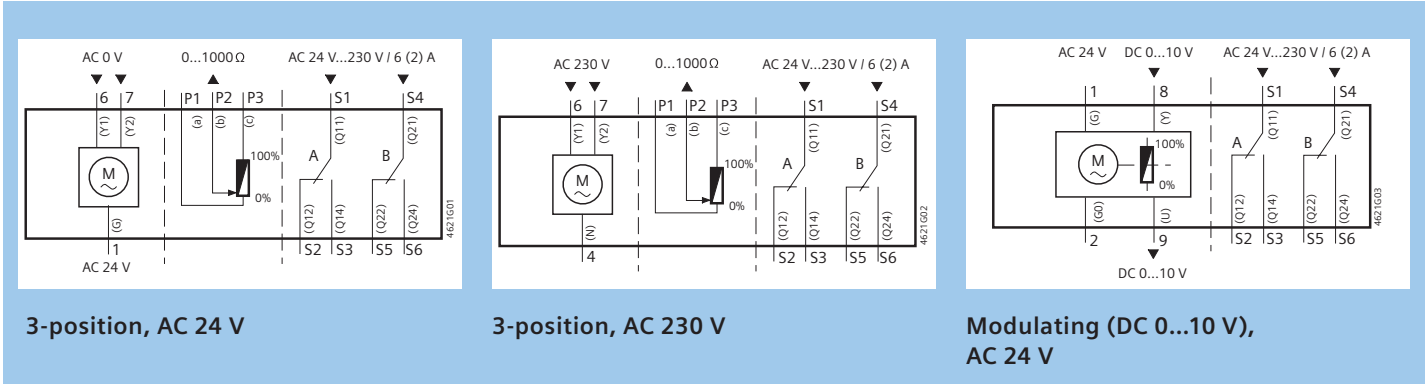 AC 0 V 0...1000 Ω AC 24 V...230 V / 6 (2) A
6 7 P1 P2 P3 S1 S4
(Y1) (Y2) (a) (b) (c) (Q11) (Q21)
A B
100%
M
0%
(G) (Q12) (Q14) (Q22) (Q24)
4621G01
1 S2 S3 S5 S6
AC 24 V
3-position, AC 24 V
AC 230 V 0...1000 Ω AC 24 V...230 V / 6 (2) A
6 7 P1 P2 P3 S1 S4
(Y1) (Y2) (a) (b) (c) (Q11) (Q21)
A B
100%
M
0%
(N) (Q12) (Q14) (Q22) (Q24)
4621G02
4 S2 S3 S5 S6
3-position, AC 230 V
AC 24 V DC 0...10 V AC 24 V...230 V / 6 (2) A
1 8 S1 S4
(G) (Y) (Q11) (Q21)
100% A B
M
0%
(G0) (U) (Q12) (Q14) (Q22) (Q24)
4621G03
2 9 S2 S3 S5 S6
DC 0...10 V
Modulating (DC 0...10 V),
AC 24 V